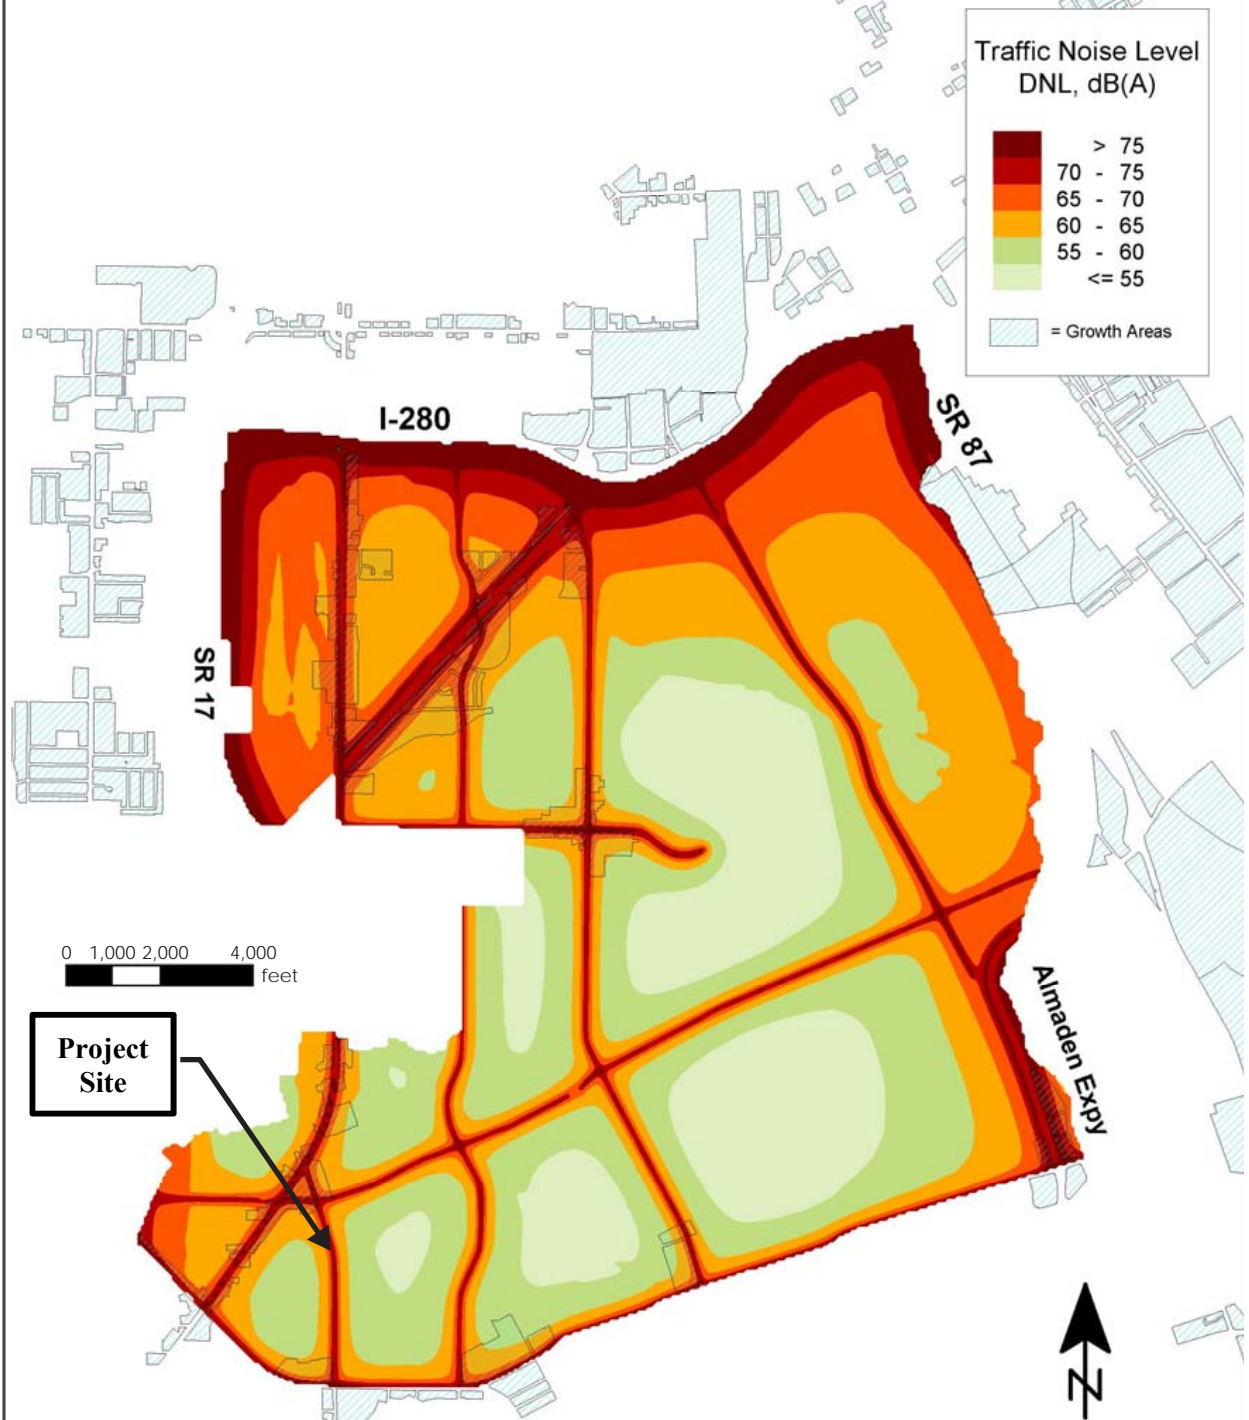 Traffic Noise Level
DNL, dB(A)
> 75
70 - 75
65 - 70
60 - 65
55 - 60
<= 55
= Growth Areas
I-280
SR 87
SR 17
0 1,000 2,000 4,000
feet
Project
Site
Almaden Expy
N